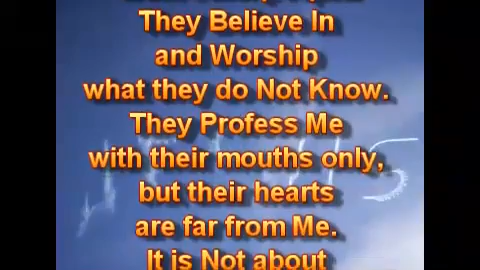 They Believe In
and Worship
what they do Not Know.
They Profess Me
with their mouths only,
but their hearts
are far from Me.
It is Not about